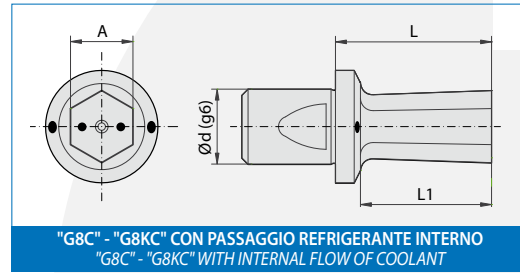 A
L
Ød (g6)
L1
"G8C" - "G8KC" CON PASSAGGIO REFRIGERANTE INTERNO
"G8C" - "G8KC" WITH INTERNAL FLOW OF COOLANT